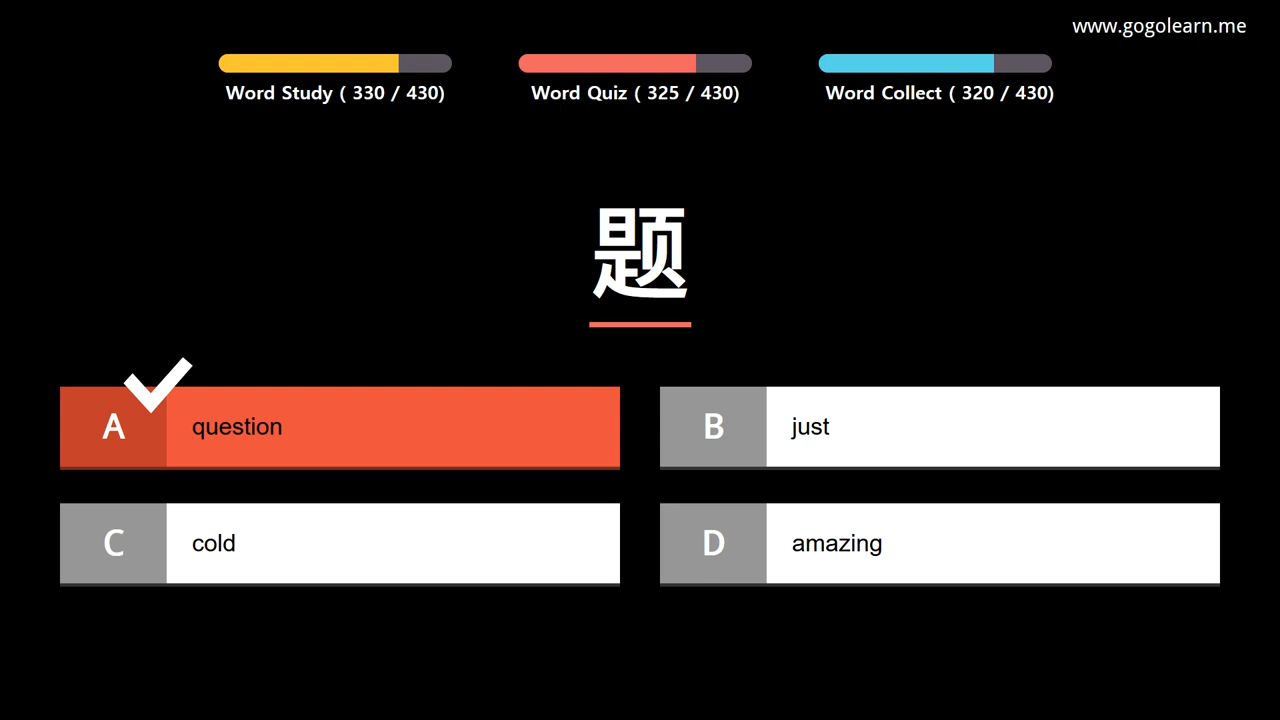 www.gogolearn.me
Word Study ( 330 / 430)
Word Quiz ( 325 / 430)
Word Collect ( 320 / 430)
题
A question
B just
C cold
D amazing